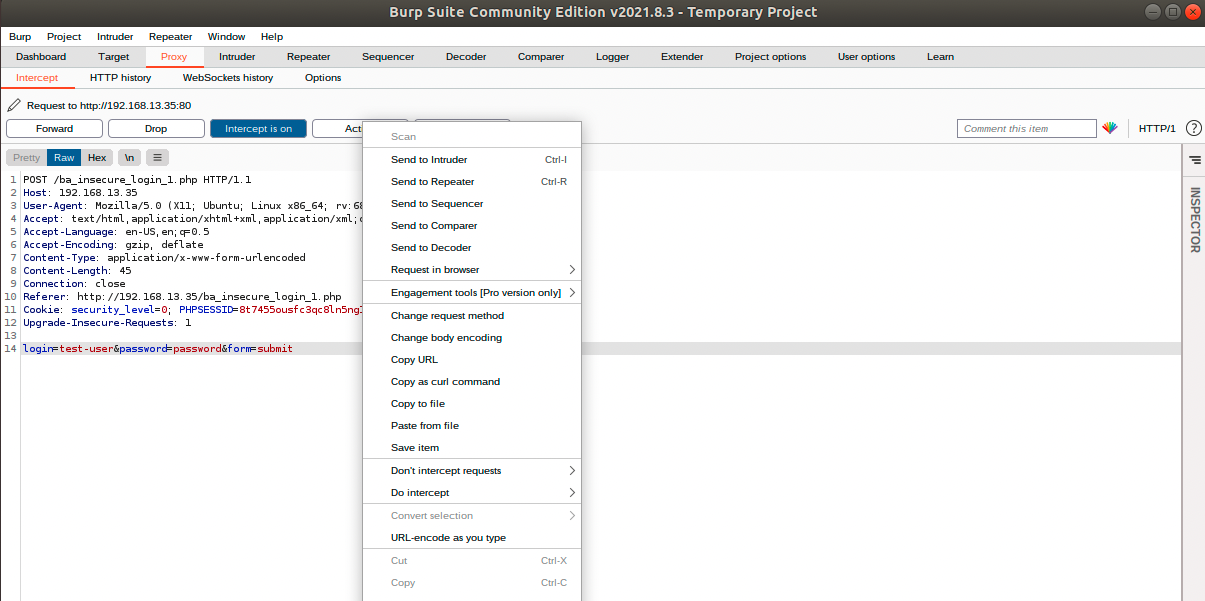 Burp Suite Community Edition v2021.8.3 - Temporary Project
Burp Project Intruder Repeater Window Help
Dashboard Target Proxy Intruder Repeater Sequencer Decoder Comparer Logger Extender Project options User options Learn
Intercept HTTP history WebSockets history Options
Request to http://192.168.13.35:80
Forward Drop Intercept is on Act Comment this item HTTP/1 ?
Pretty Raw Hex \n
1 POST /ba_insecure_login_1.php HTTP/1.1
2 Host: 192.168.13.35
3 User-Agent: Mozilla/5.0 (X11; Ubuntu; Linux x86_64; rv:68
4 Accept: text/html,application/xhtml+xml,application/xml;q
5 Accept-Language: en-US,en;q=0.5
6 Accept-Encoding: gzip, deflate
7 Content-Type: application/x-www-form-urlencoded
8 Content-Length: 45
9 Connection: close
10 Referer: http://192.168.13.35/ba_insecure_login_1.php
11 Cookie: security_level=0; PHPSESSID=8t7455ousfc3qc8ln5ng
12 Upgrade-Insecure-Requests: 1
13
14 login=test-user&password=password&form=submit
Scan
Send to Intruder Ctrl-I
Send to Repeater Ctrl-R
Send to Sequencer
Send to Comparer
Send to Decoder
Request in browser
Engagement tools [Pro version only]
Change request method
Change body encoding
Copy URL
Copy as curl command
Copy to file
Paste from file
Save item
Don't intercept requests
Do intercept
Convert selection
URL-encode as you type
Cut Ctrl-X
Copy Ctrl-C
INSPECTOR